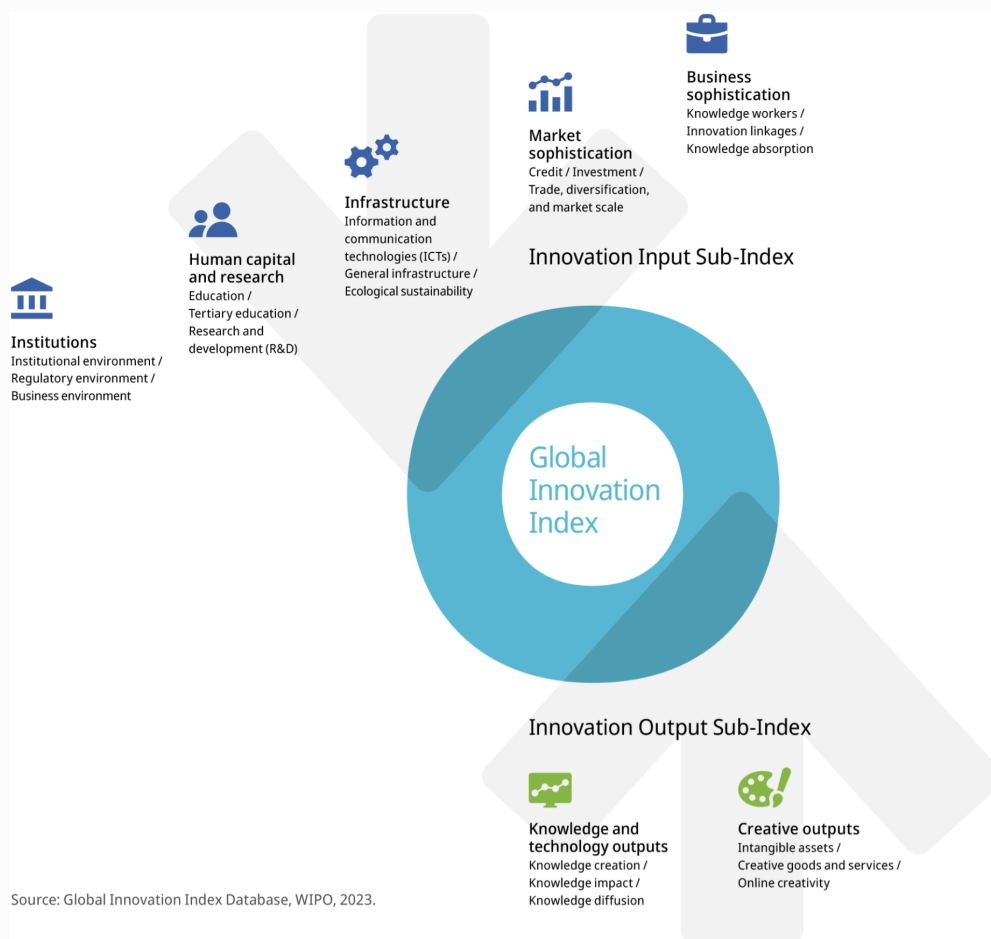 Business
sophistication
Knowledge workers /
Innovation linkages /
Knowledge absorption
Market
sophistication
Credit / Investment /
Trade, diversification,
and market scale
Infrastructure
Information and
communication
technologies (ICTs) /
General infrastructure /
Ecological sustainability
Human capital
and research
Education /
Tertiary education /
Research and
development (R&D)
Institutions
Institutional environment /
Regulatory environment /
Business environment
Innovation Input Sub-Index
Global
Innovation
Index
Innovation Output Sub-Index
Knowledge and
technology outputs
Knowledge creation /
Knowledge impact /
Knowledge diffusion
Creative outputs
Intangible assets /
Creative goods and services /
Online creativity
Source: Global Innovation Index Database, WIPO, 2023.